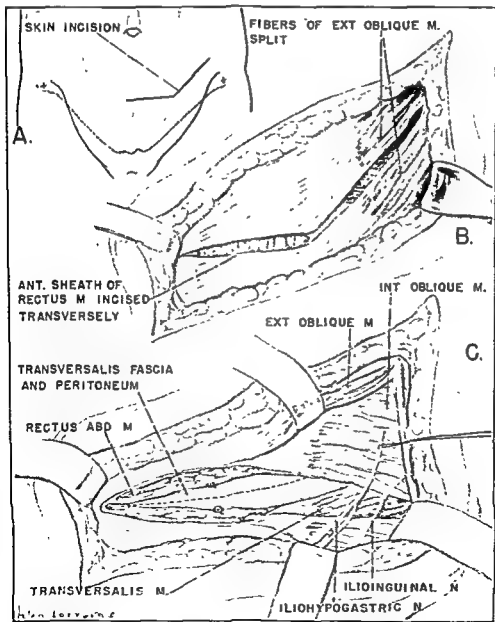 SKIN INCISION
FIBERS OF EXT OBLIQUE M.
SPLIT
A.
B.
ANT. SHEATH OF
RECTUS M INCISED
TRANSVERSELY
INT OBLIQUE M.
EXT OBLIQUE M
C.
TRANSVERSALIS FASCIA
AND PERITONEUM
RECTUS ABD M
TRANSVERSALIS M.
ILIOINGUINAL N
ILIOHYPOGASTRIC N